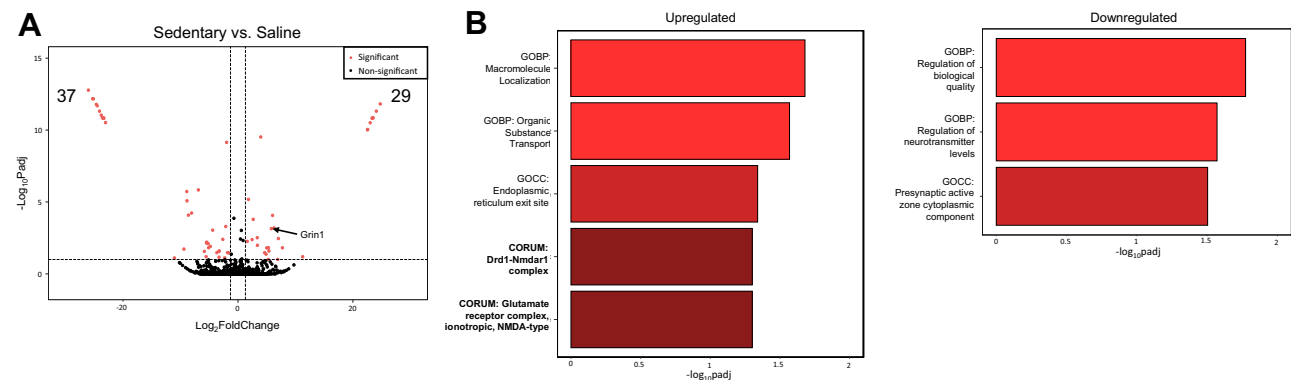 A
Sedentary vs. Saline
Significant
Non-significant
37
29
Grin1
15
10
5
0
-Log10Padj
-20
0
20
Log2FoldChange
B
Upregulated
GOBP:
Macromolecule
Localization
GOBP: Organic
Substance
Transport
GOCC:
Endoplasmic
reticulum exit site
CORUM:
Drd1-Nmdar1
complex
CORUM: Glutamate
receptor complex,
ionotropic, NMDA-type
0
0.5
1
1.5
2
-log10padj
Downregulated
GOBP:
Regulation of
biological
quality
GOBP:
Regulation of
neurotransmitter
levels
GOCC:
Presynaptic active
zone cytoplasmic
component
0
0.5
1
1.5
2
-log10padj